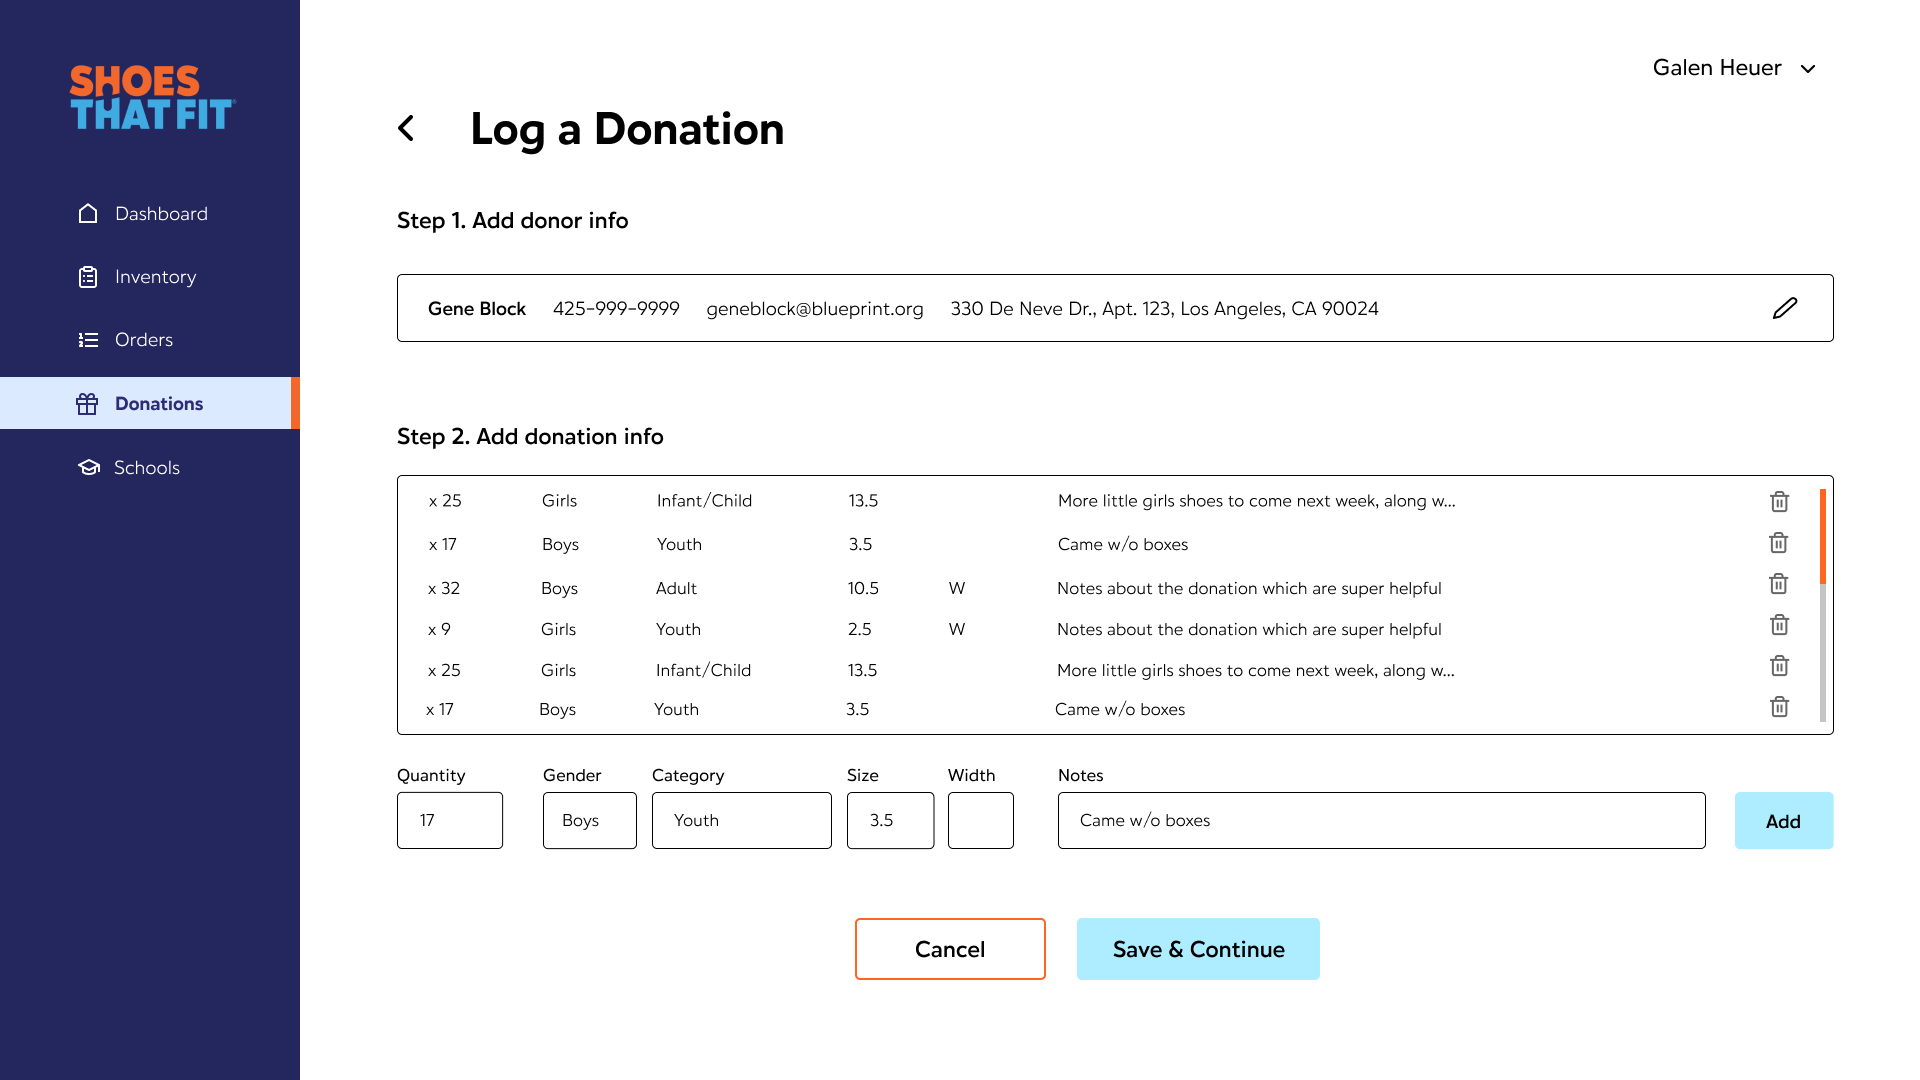 SHOES
THAT FIT
Dashboard
Inventory
Orders
Donations
Schools
Galen Heuer
Log a Donation
Step 1. Add donor info
Gene Block 425-999-9999 geneblock@blueprint.org 330 De Neve Dr., Apt. 123, Los Angeles, CA 90024
Step 2. Add donation info
x 25 Girls Infant/Child 13.5 More little girls shoes to come next week, along w...
x 17 Boys Youth 3.5 Came w/o boxes
x 32 Boys Adult 10.5 W Notes about the donation which are super helpful
x 9 Girls Youth 2.5 W Notes about the donation which are super helpful
x 25 Girls Infant/Child 13.5 More little girls shoes to come next week, along w...
x 17 Boys Youth 3.5 Came w/o boxes
Quantity Gender Category Size Width Notes
17 Boys Youth 3.5 Came w/o boxes Add
Cancel Save & Continue